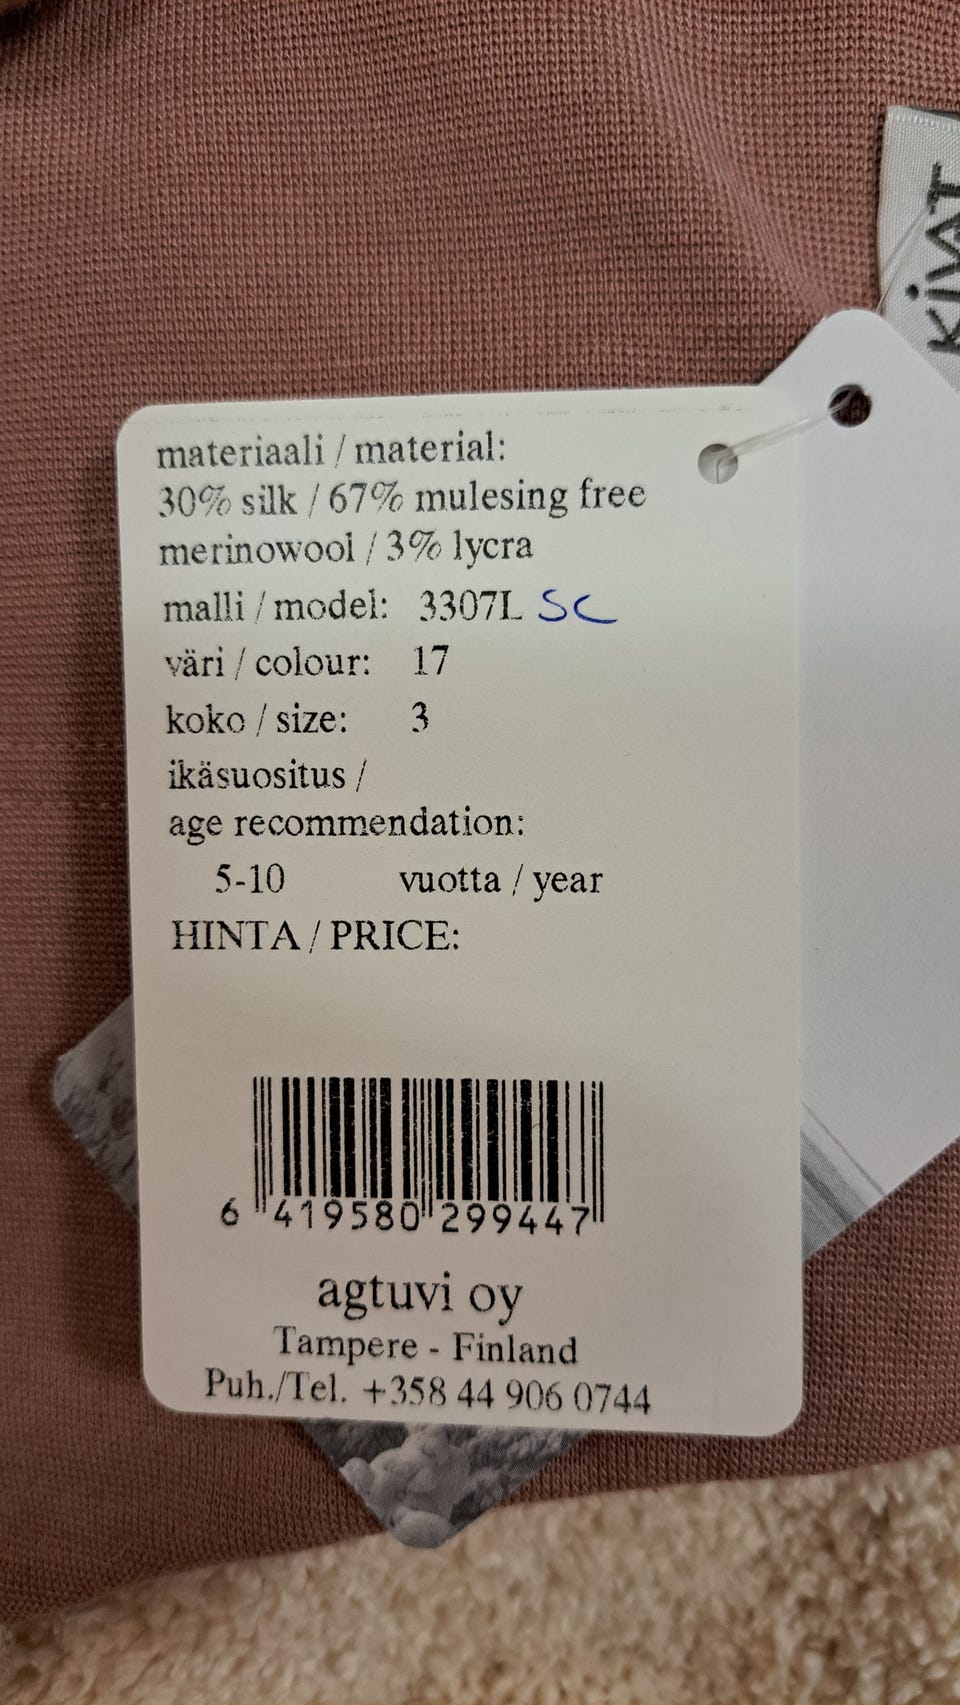 KiVAT
materiaali / material:
30% silk / 67% mulesing free
merinowool / 3% lycra
malli / model: 3307L SC
väri / colour: 17
koko / size: 3
ikäsuositus /
age recommendation:
5-10 vuotta / year
HINTA / PRICE:
6 419580 299447
agtuvi oy
Tampere - Finland
Puh./Tel. +358 44 906 0744